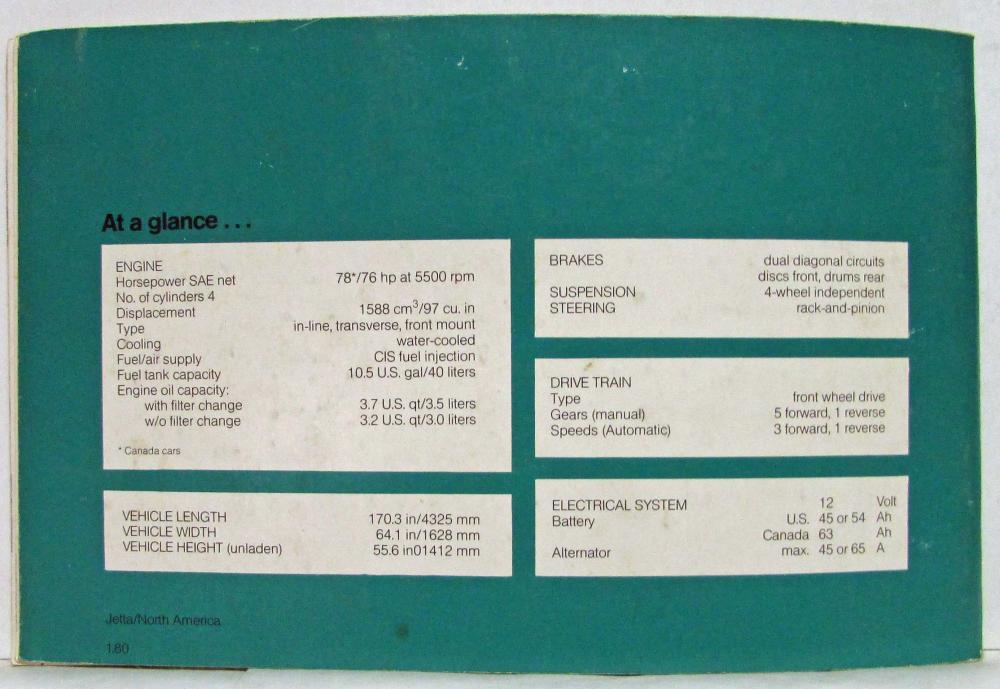 At a glance . . .
ENGINE
Horsepower SAE net 78*/76 hp at 5500 rpm
No. of cylinders 4
Displacement 1588 cm³/97 cu. in
Type in-line, transverse, front mount
Cooling water-cooled
Fuel/air supply CIS fuel injection
Fuel tank capacity 10.5 U.S. gal/40 liters
Engine oil capacity:
with filter change 3.7 U.S. qt/3.5 liters
w/o filter change 3.2 U.S. qt/3.0 liters
* Canada cars
VEHICLE LENGTH 170.3 in/4325 mm
VEHICLE WIDTH 64.1 in/1628 mm
VEHICLE HEIGHT (unladen) 55.6 in01412 mm
BRAKES dual diagonal circuits
discs front, drums rear
SUSPENSION 4-wheel independent
STEERING rack-and-pinion
DRIVE TRAIN
Type front wheel drive
Gears (manual) 5 forward, 1 reverse
Speeds (Automatic) 3 forward, 1 reverse
ELECTRICAL SYSTEM 12 Volt
Battery U.S. 45 or 54 Ah
Canada 63 Ah
Alternator max. 45 or 65 A
Jetta/North America
1.80